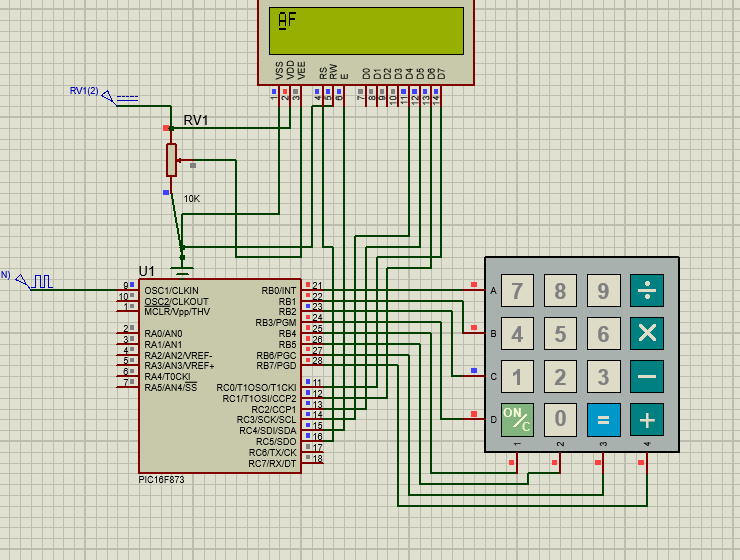 AF
VSS VDD VEE RS RW E D0 D1 D2 D3 D4 D5 D6 D7
1 2 3 4 5 6 7 8 9 10 11 12 13 14
RV1(2)
RV1
10K
N)
U1
9 OSC1/CLKIN RB0/INT 21
10 OSC2/CLKOUT RB1 22
1 MCLR/Vpp/THV RB2 23
RB3/PGM 24
2 RA0/AN0 RB4 25
3 RA1/AN1 RB5 26
4 RA2/AN2/VREF- RB6/PGC 27
5 RA3/AN3/VREF+ RB7/PGD 28
6 RA4/T0CKI
7 RA5/AN4/SS RC0/T1OSO/T1CKI 11
RC1/T1OSI/CCP2 12
RC2/CCP1 13
RC3/SCK/SCL 14
RC4/SDI/SDA 15
RC5/SDO 16
RC6/TX/CK 17
RC7/RX/DT 18
PIC16F873
A 7 8 9 ÷
B 4 5 6 ×
C 1 2 3 −
D ON/C 0 = +
1 2 3 4